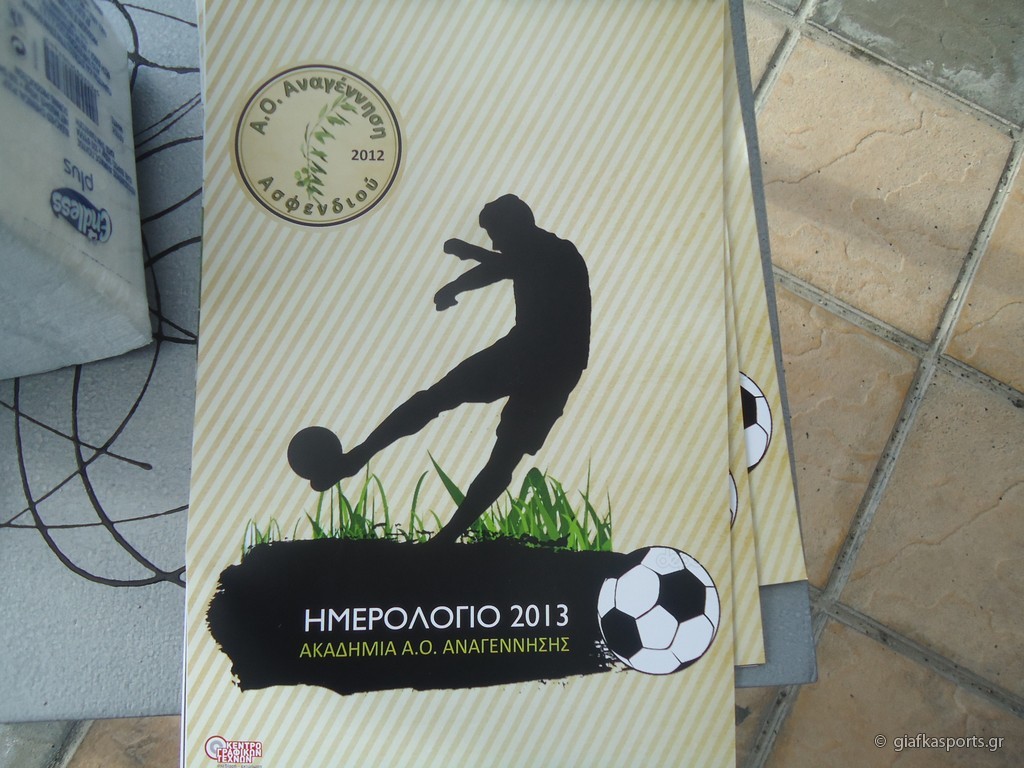 Α.Ο. Αναγέννηση
2012
Ασφενδιού
ΗΜΕΡΟΛΟΓΙΟ 2013
ΑΚΑΔΗΜΙΑ Α.Ο. ΑΝΑΓΕΝΝΗΣΗΣ
ΚΕΝΤΡΟ
ΓΡΑΦΙΚΩΝ
ΤΕΧΝΩΝ
endless
plus
© giafkasports.gr